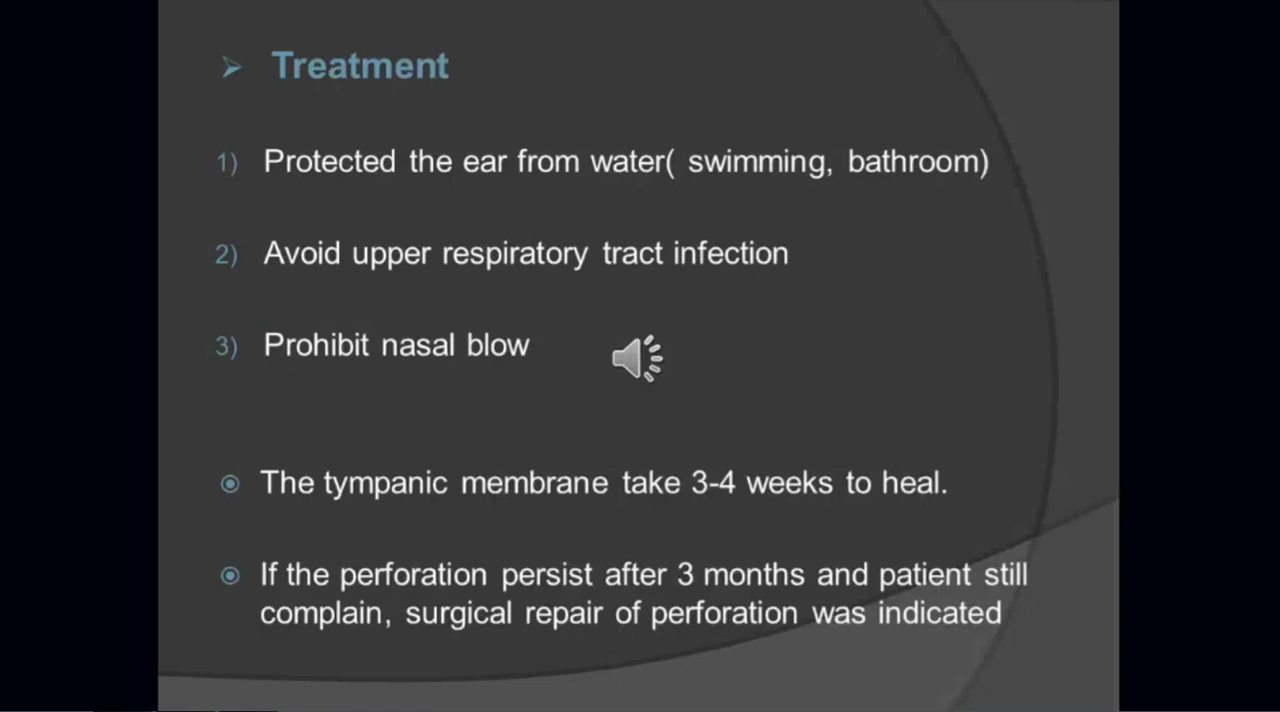 Treatment
1) Protected the ear from water( swimming, bathroom)
2) Avoid upper respiratory tract infection
3) Prohibit nasal blow
The tympanic membrane take 3-4 weeks to heal.
If the perforation persist after 3 months and patient still
complain, surgical repair of perforation was indicated